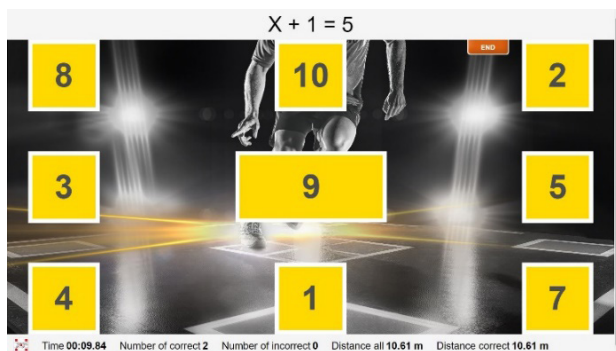 X + 1 = 5
END
8 10 2
3 9 5
4 1 7
Time 00:09.84 Number of correct 2 Number of incorrect 0 Distance all 10.61 m Distance correct 10.61 m